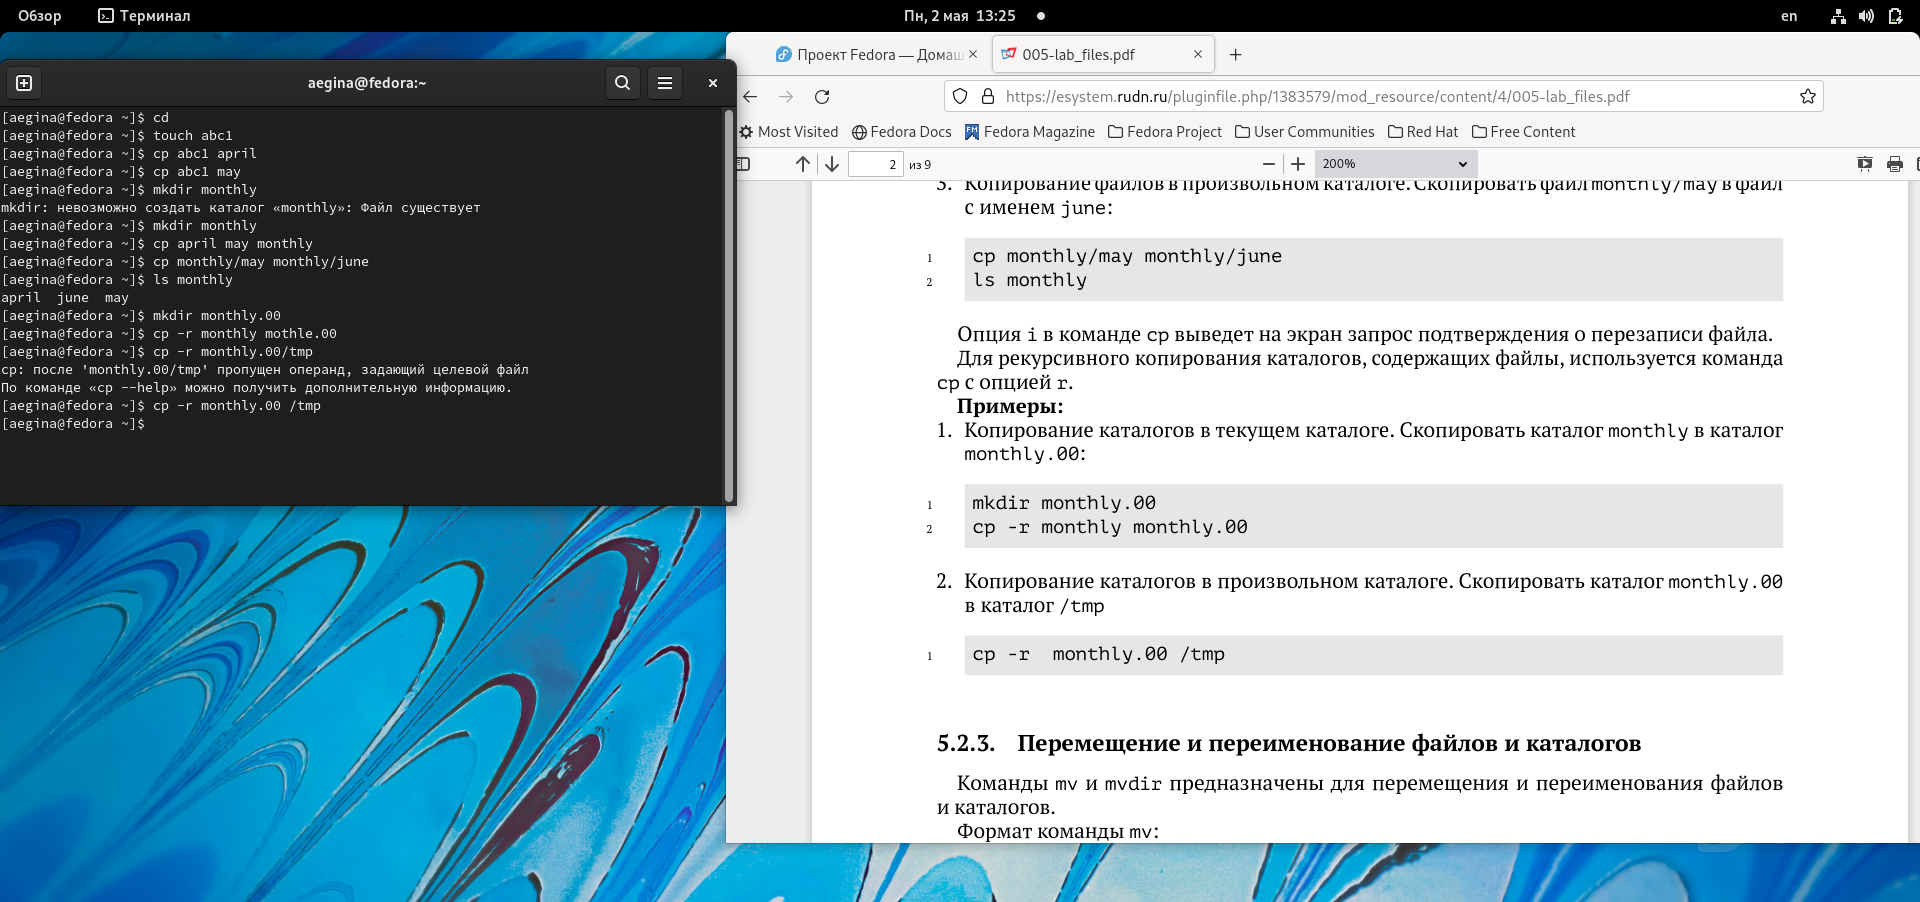 Обзор
Терминал
Пн, 2 мая 13:25
en
aegina@fedora:~
[aegina@fedora ~]$ cd
[aegina@fedora ~]$ touch abc1
[aegina@fedora ~]$ cp abc1 april
[aegina@fedora ~]$ cp abc1 may
[aegina@fedora ~]$ mkdir monthly
mkdir: невозможно создать каталог «monthly»: Файл существует
[aegina@fedora ~]$ mkdir monthly
[aegina@fedora ~]$ cp april may monthly
[aegina@fedora ~]$ cp monthly/may monthly/june
[aegina@fedora ~]$ ls monthly
april  june  may
[aegina@fedora ~]$ mkdir monthly.00
[aegina@fedora ~]$ cp -r monthly mothle.00
[aegina@fedora ~]$ cp -r monthly.00/tmp
cp: после 'monthly.00/tmp' пропущен операнд, задающий целевой файл
По команде «cp --help» можно получить дополнительную информацию.
[aegina@fedora ~]$ cp -r monthly.00 /tmp
[aegina@fedora ~]$
Проект Fedora — Домаш
005-lab_files.pdf
https://esystem.rudn.ru/pluginfile.php/1383579/mod_resource/content/4/005-lab_files.pdf
Most Visited
Fedora Docs
Fedora Magazine
Fedora Project
User Communities
Red Hat
Free Content
2 из 9
200%
3. Копирование файлов в произвольном каталоге. Скопировать файл monthly/may в файл
с именем june:
1 cp monthly/may monthly/june
2 ls monthly
Опция i в команде cp выведет на экран запрос подтверждения о перезаписи файла.
Для рекурсивного копирования каталогов, содержащих файлы, используется команда
cp с опцией r.
Примеры:
1. Копирование каталогов в текущем каталоге. Скопировать каталог monthly в каталог
monthly.00:
1 mkdir monthly.00
2 cp -r monthly monthly.00
2. Копирование каталогов в произвольном каталоге. Скопировать каталог monthly.00
в каталог /tmp
1 cp -r  monthly.00 /tmp
5.2.3. Перемещение и переименование файлов и каталогов
Команды mv и mvdir предназначены для перемещения и переименования файлов
и каталогов.
Формат команды mv: